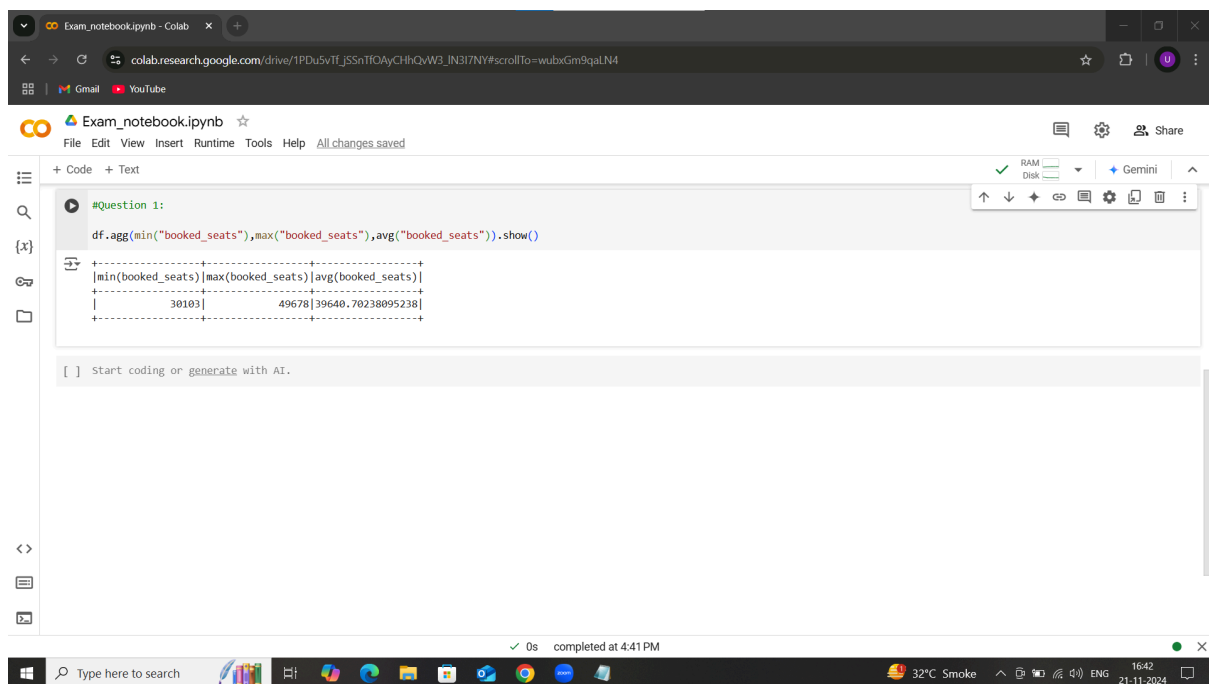 Exam_notebook.ipynb - Colab
colab.research.google.com/drive/1PDu5vTf_jSSnTfOAyCHhQvW3_lN3I7NY#scrollTo=wubxGm9qaLN4
U
Gmail YouTube
Exam_notebook.ipynb
File Edit View Insert Runtime Tools Help All changes saved
Share
+ Code + Text
RAM
Disk
Gemini
#Question 1:
df.agg(min("booked_seats"),max("booked_seats"),avg("booked_seats")).show()
+----------------+----------------+----------------+
|min(booked_seats)|max(booked_seats)|avg(booked_seats)|
+----------------+----------------+----------------+
| 30103| 49678|39640.70238095238|
+----------------+----------------+----------------+
[ ] Start coding or generate with AI.
0s completed at 4:41 PM
Type here to search
zoom
32°C Smoke
ENG
16:42
21-11-2024